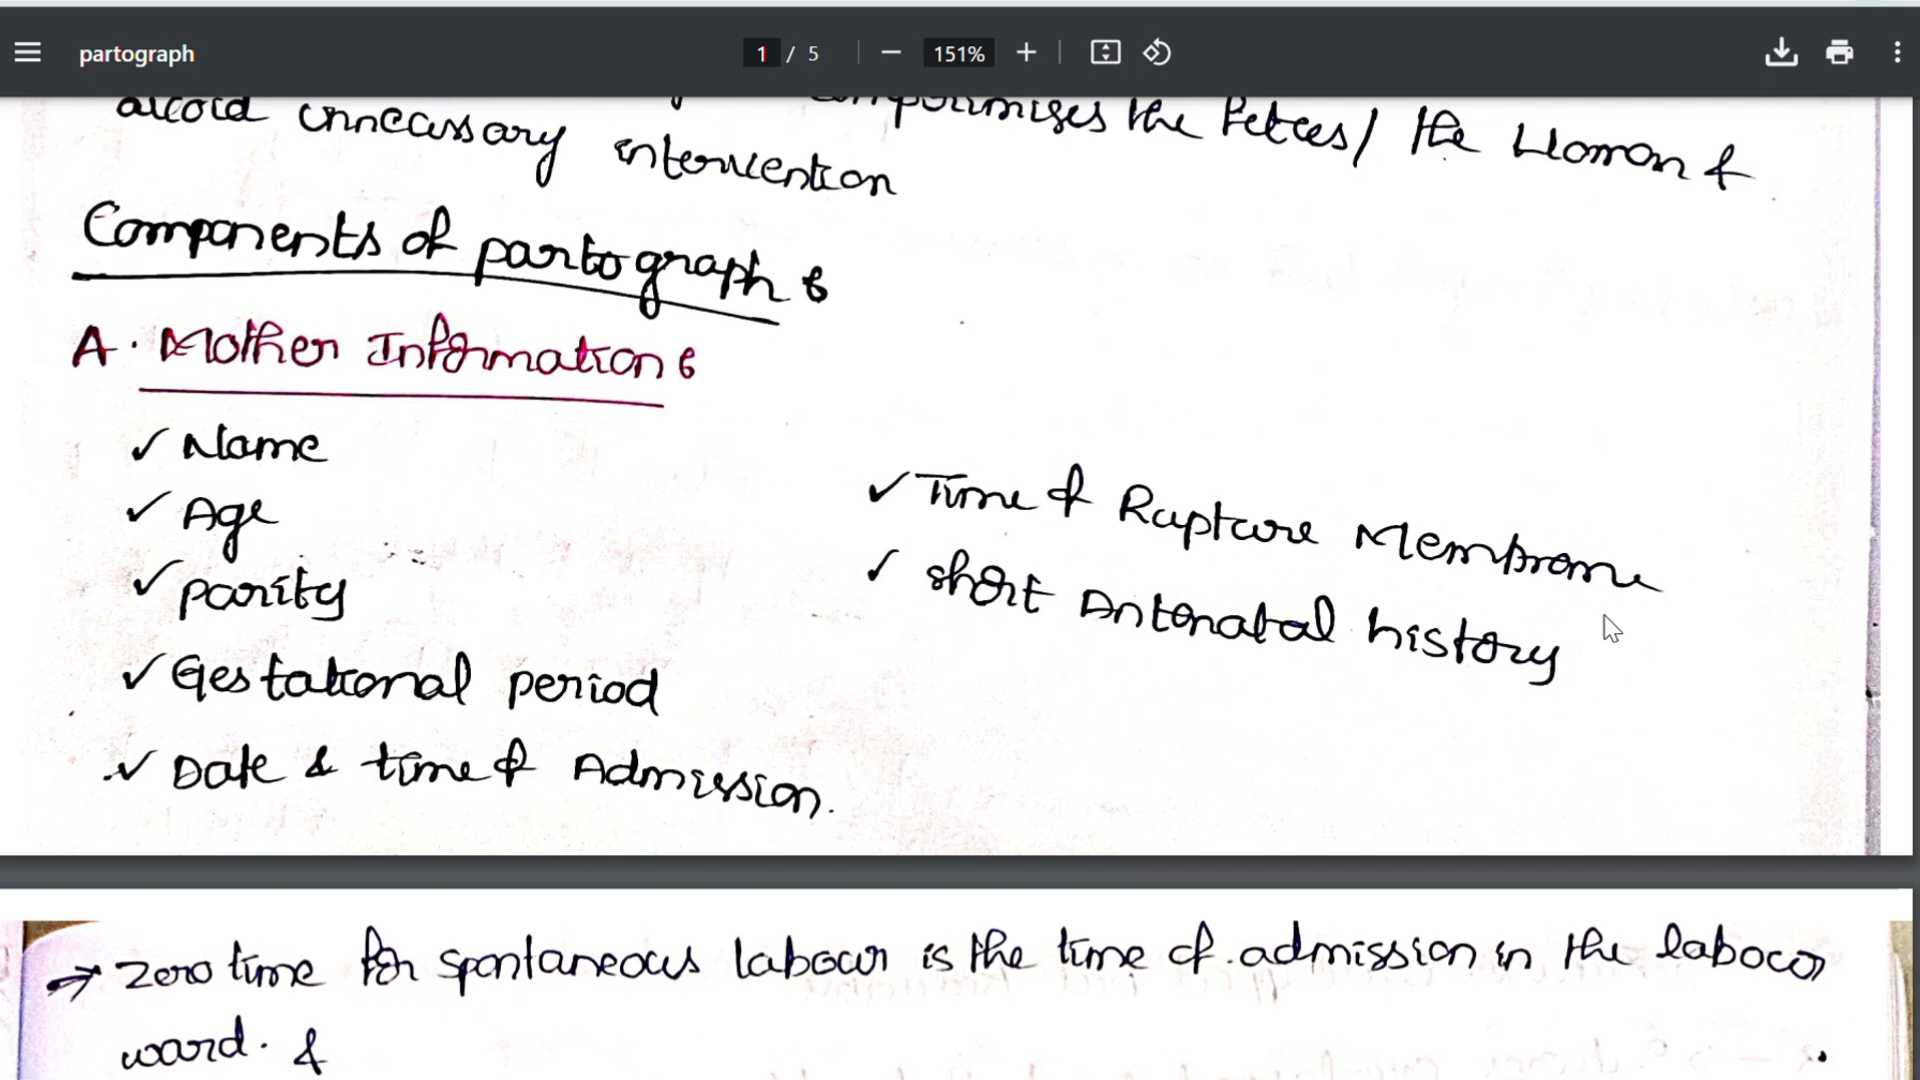 partograph
1 / 5
151%
compromises the Fetus / the Woman &
avoid unnecessary intervention
Components of partograph :
A. Mother Information :
✓ Name
✓ Age
✓ parity
✓ Gestational period
✓ Date & time of Admission.
✓ Time of Rupture Membrane
✓ short Antenatal history
→ Zero time for spontaneous labour is the time of admission in the labour
ward. &